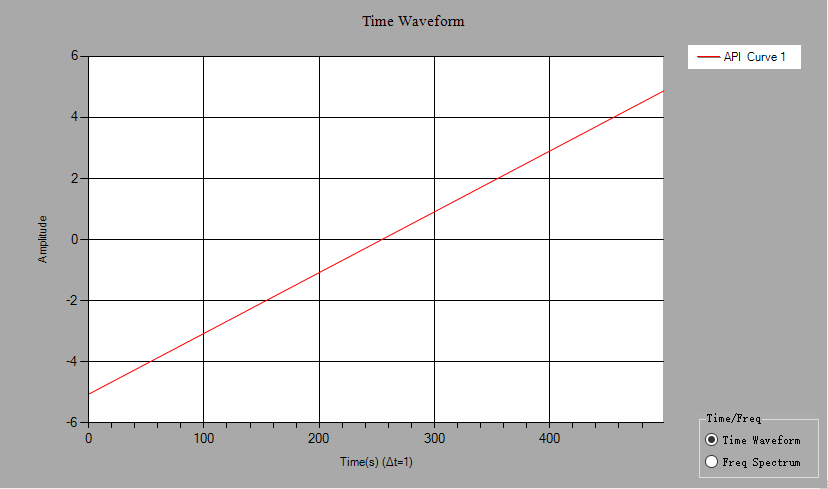 Time Waveform
API Curve 1
6
4
2
0
-2
-4
-6
Amplitude
0 100 200 300 400
Time(s) (Δt=1)
Time/Freq
Time Waveform
Freq Spectrum